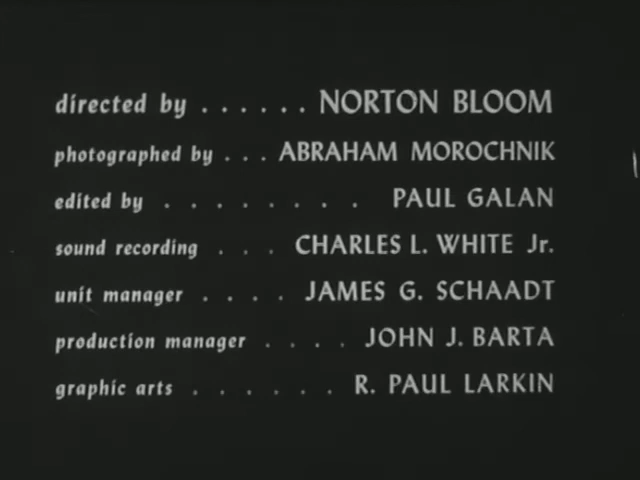 directed by . . . . . . NORTON BLOOM
photographed by . . . ABRAHAM MOROCHNIK
edited by . . . . . . . . PAUL GALAN
sound recording . . . CHARLES L. WHITE Jr.
unit manager . . . . JAMES G. SCHAADT
production manager . . . . JOHN J. BARTA
graphic arts . . . . . . R. PAUL LARKIN